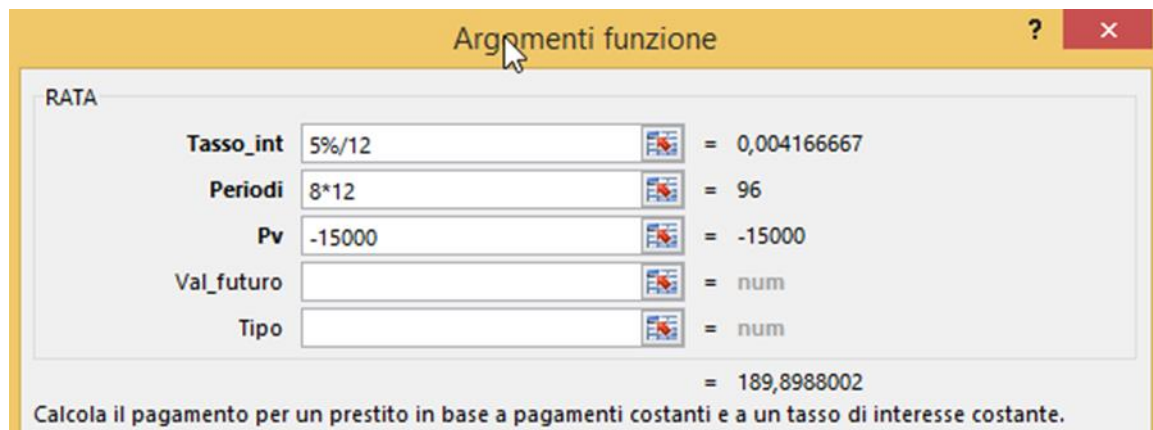 Argomenti funzione ? ×
RATA
Tasso_int 5%/12 = 0,004166667
Periodi 8*12 = 96
Pv -15000 = -15000
Val_futuro = num
Tipo = num
= 189,8988002
Calcola il pagamento per un prestito in base a pagamenti costanti e a un tasso di interesse costante.